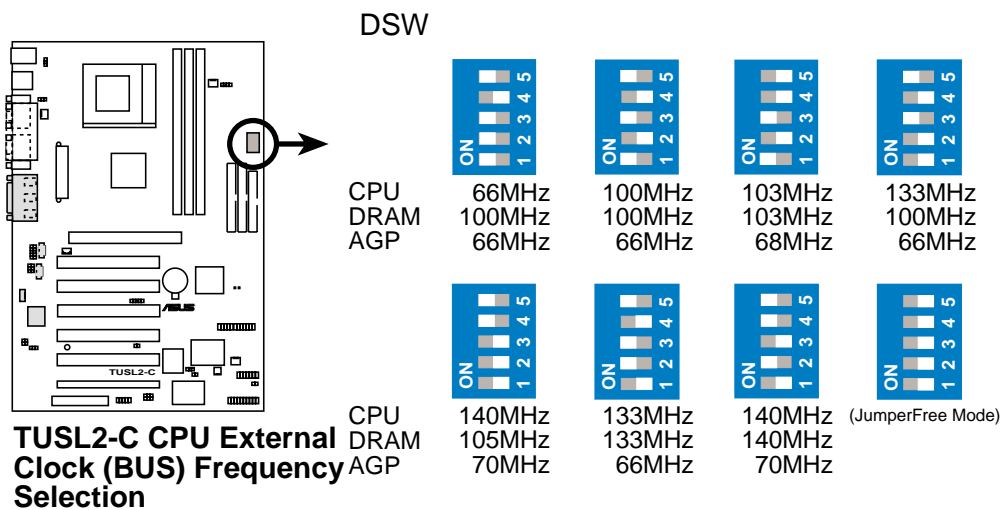 DSW
ON 1 2 3 4 5
ON 1 2 3 4 5
ON 1 2 3 4 5
ON 1 2 3 4 5
CPU 66MHz 100MHz 103MHz 133MHz
DRAM 100MHz 100MHz 103MHz 100MHz
AGP 66MHz 66MHz 68MHz 66MHz
ON 1 2 3 4 5
ON 1 2 3 4 5
ON 1 2 3 4 5
ON 1 2 3 4 5
CPU 140MHz 133MHz 140MHz (JumperFree Mode)
DRAM 105MHz 133MHz 140MHz
AGP 70MHz 66MHz 70MHz
ASUS
TUSL2-C
TUSL2-C CPU External
Clock (BUS) Frequency
Selection